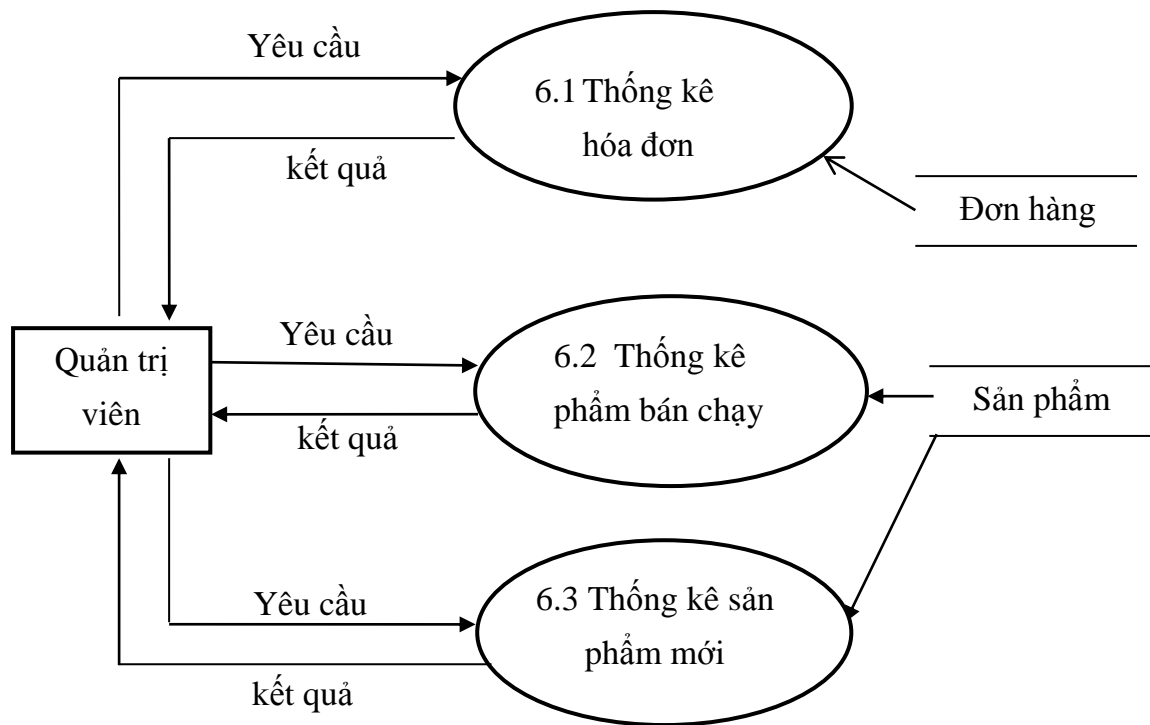 Yêu cầu
6.1 Thống kê
hóa đơn
kết quả
Đơn hàng
Quản trị
viên
Yêu cầu
6.2 Thống kê
phẩm bán chạy
kết quả
Sản phẩm
Yêu cầu
6.3 Thống kê sản
phẩm mới
kết quả